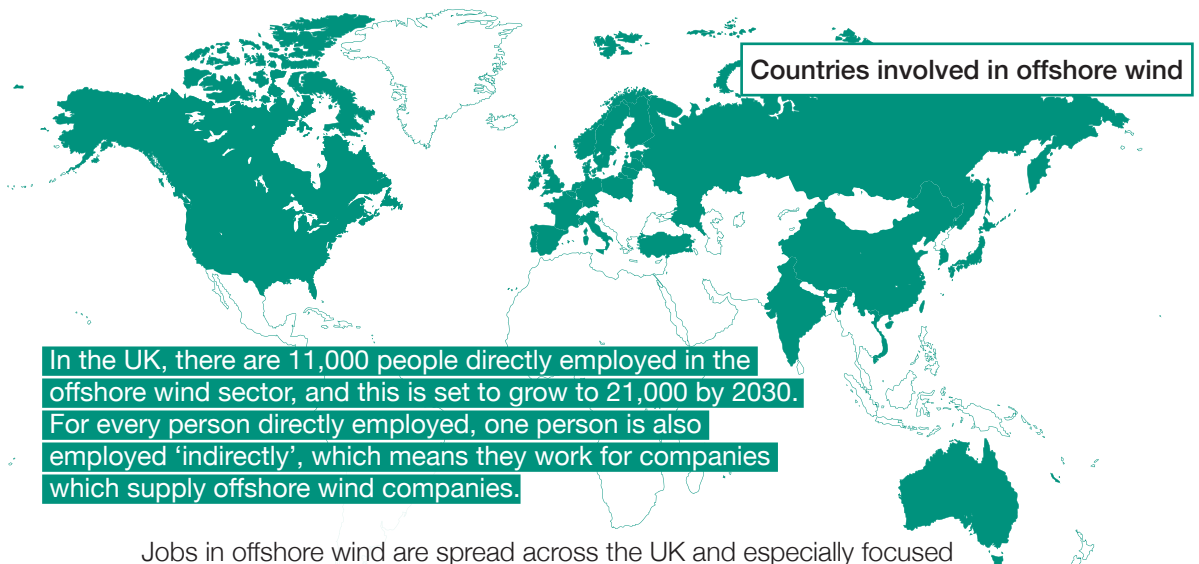 Countries involved in offshore wind
In the UK, there are 11,000 people directly employed in the
offshore wind sector, and this is set to grow to 21,000 by 2030.
For every person directly employed, one person is also
employed ‘indirectly’, which means they work for companies
which supply offshore wind companies.
Jobs in offshore wind are spread across the UK and especially focused